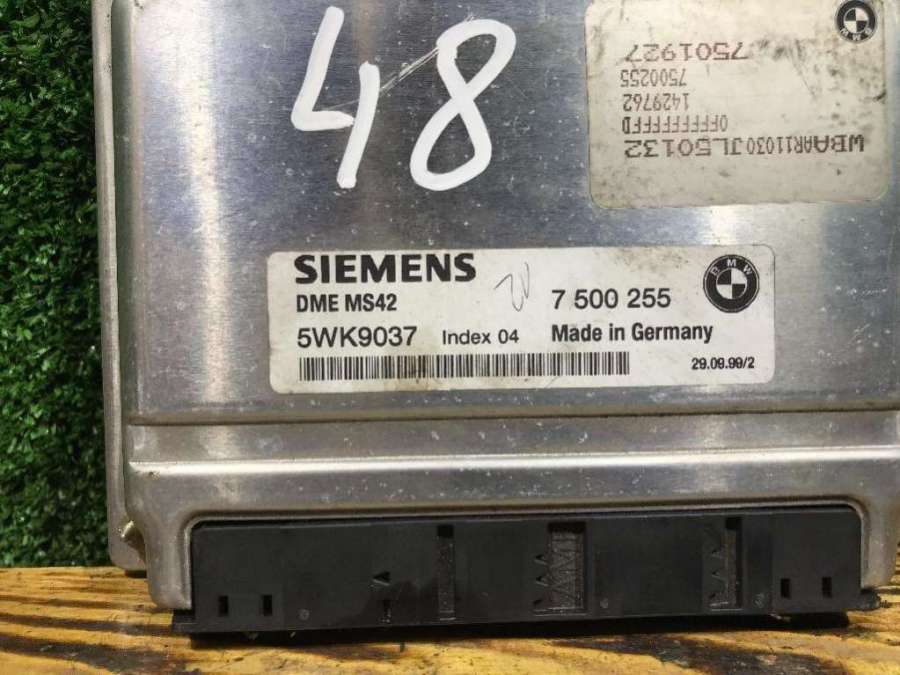 48
BMW
7501927
7500255
1429762
WBAAR11030JL50132
SIEMENS
BMW
DME MS42
7 500 255
5WK9037 Index 04 Made in Germany
29.09.99/2